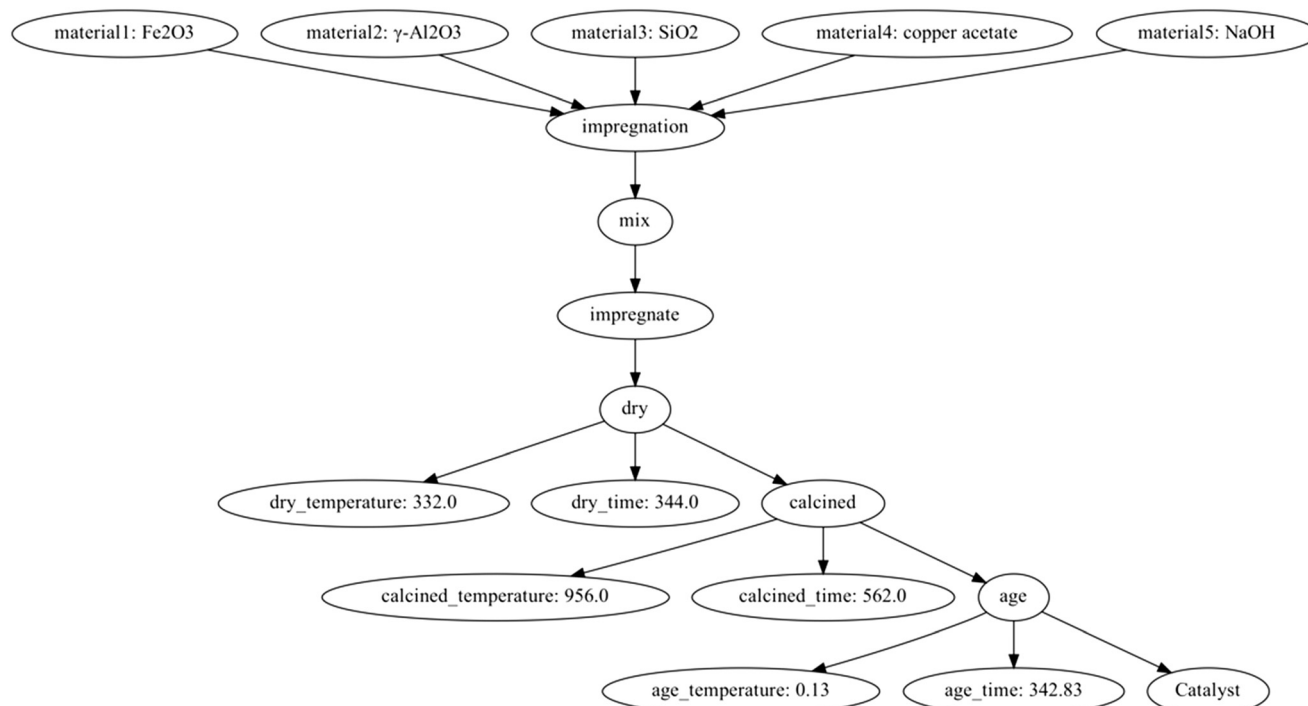 material1: Fe2O3
material2: γ-Al2O3
material3: SiO2
material4: copper acetate
material5: NaOH
impregnation
mix
impregnate
dry
dry_temperature: 332.0
dry_time: 344.0
calcined
calcined_temperature: 956.0
calcined_time: 562.0
age
age_temperature: 0.13
age_time: 342.83
Catalyst